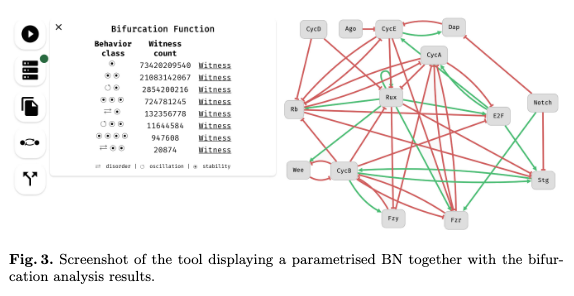 Bifurcation Function
Behavior class
Witness count
73420209540 Witness
21083142067 Witness
2854200216 Witness
724781245 Witness
132356778 Witness
11644584 Witness
947608 Witness
20874 Witness
disorder | oscillation | stability
CycD
Ago
CycE
Dap
CycA
Rux
Rb
E2F
Notch
Wee
CycB
Stg
Fzy
Fzr
Fig. 3. Screenshot of the tool displaying a parametrised BN together with the bifur-
cation analysis results.